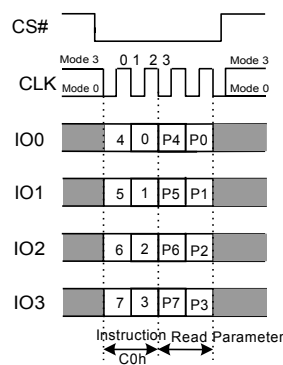 CS#
Mode 3 0 1 2 3 Mode 3
CLK Mode 0 Mode 0
IO0 4 0 P4 P0
IO1 5 1 P5 P1
IO2 6 2 P6 P2
IO3 7 3 P7 P3
Instruction Read Parameter
C0h